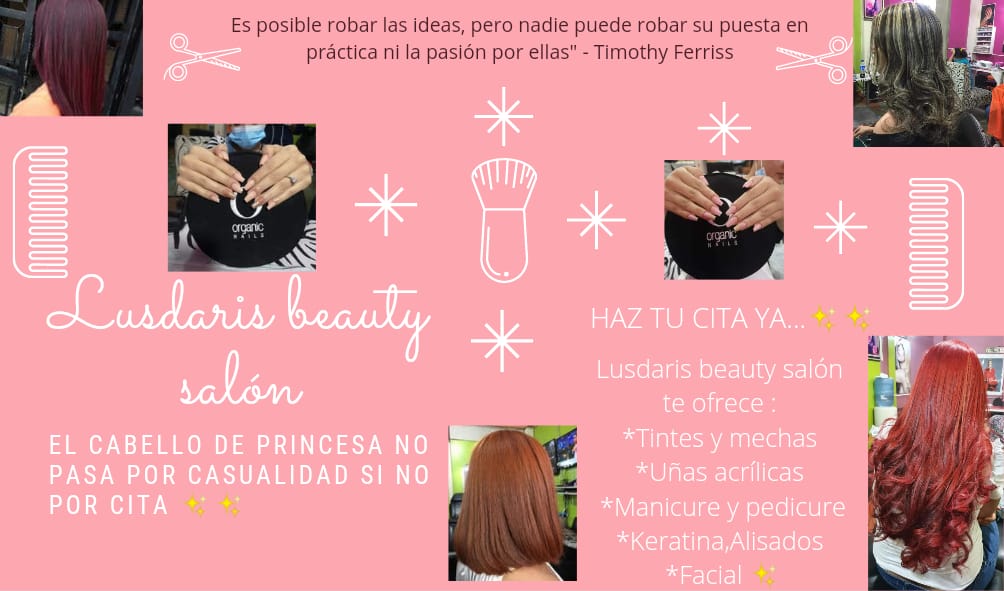 Es posible robar las ideas, pero nadie puede robar su puesta en
práctica ni la pasión por ellas" - Timothy Ferriss
organic
NAILS
organic
NAILS
Lusdaris beauty
salón
EL CABELLO DE PRINCESA NO
PASA POR CASUALIDAD SI NO
POR CITA ✨ ✨
HAZ TU CITA YA...✨ ✨
Lusdaris beauty salón
te ofrece :
*Tintes y mechas
*Uñas acrílicas
*Manicure y pedicure
*Keratina,Alisados
*Facial ✨